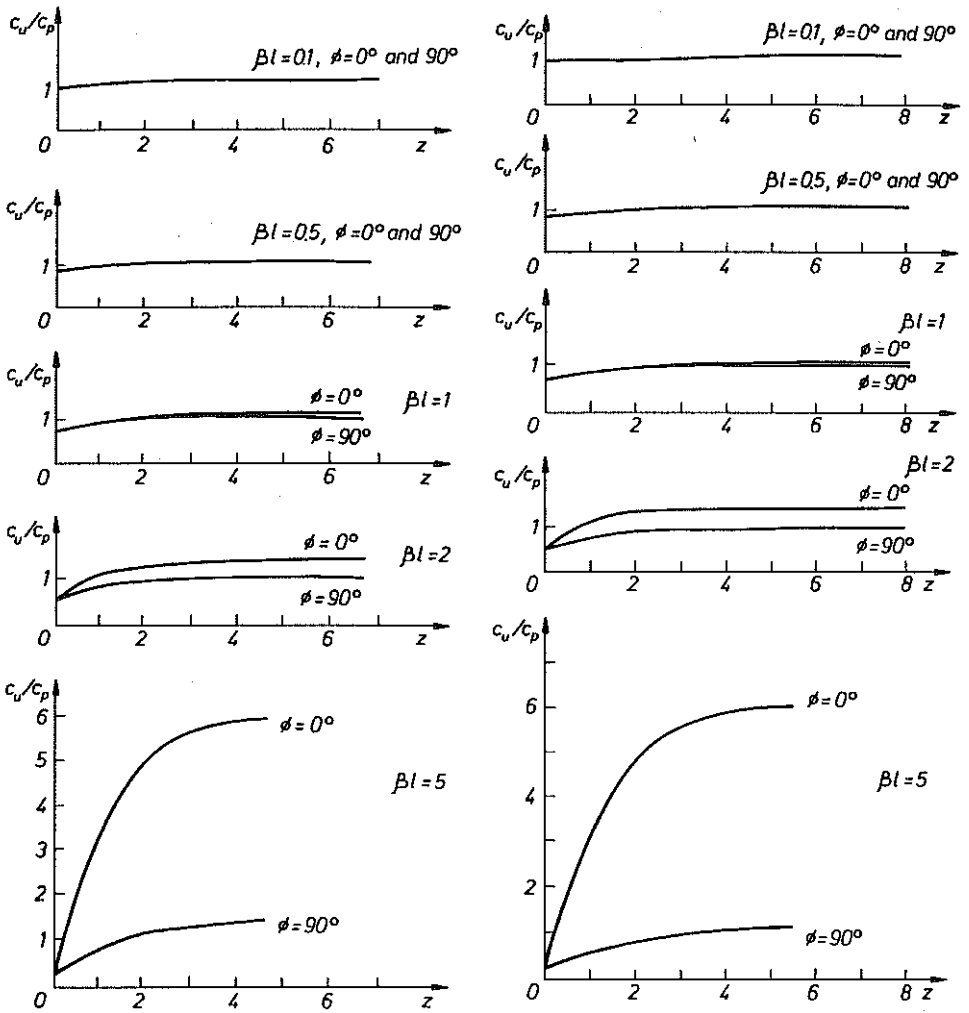 c_u/c_p
βl=0.1, φ=0° and 90°
1
0 2 4 6 z
c_u/c_p
βl=0.5, φ=0° and 90°
1
0 2 4 6 z
c_u/c_p
φ=0°
βl=1
1
φ=90°
0 2 4 6 z
c_u/c_p
φ=0°
βl=2
1
φ=90°
0 2 4 6 z
c_u/c_p
6
φ=0°
5
βl=5
4
3
2
φ=90°
1
0 2 4 6 z
c_u/c_p
βl=0.1, φ=0° and 90°
1
0 2 4 6 8 z
c_u/c_p
βl=0.5, φ=0° and 90°
1
0 2 4 6 8 z
c_u/c_p
βl=1
φ=0°
1
φ=90°
0 2 4 6 8 z
βl=2
c_u/c_p
φ=0°
1
φ=90°
0 2 4 6 8 z
c_u/c_p
6
φ=0°
βl=5
4
2
φ=90°
0 2 4 6 8 z